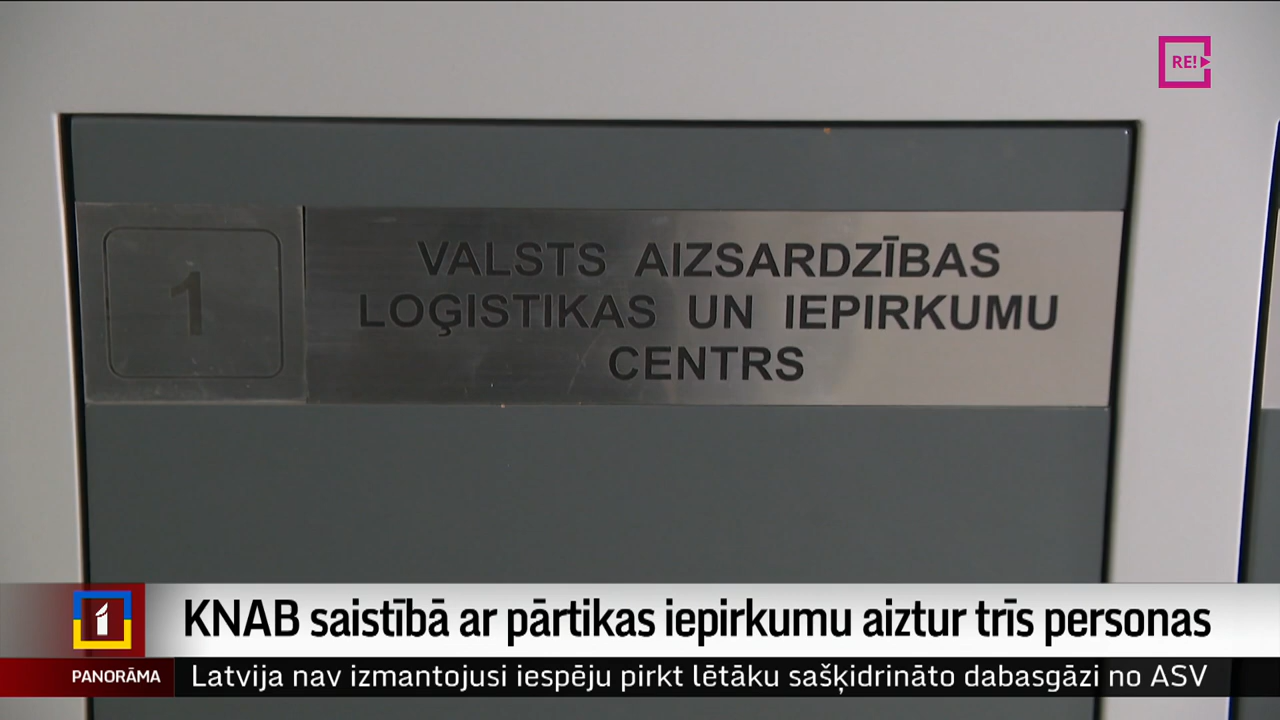 RE!
1
VALSTS AIZSARDZĪBAS
LOĢISTIKAS UN IEPIRKUMU
CENTRS
1
KNAB saistībā ar pārtikas iepirkumu aiztur trīs personas
PANORĀMA
Latvija nav izmantojusi iespēju pirkt lētāku sašķidrināto dabasgāzi no ASV